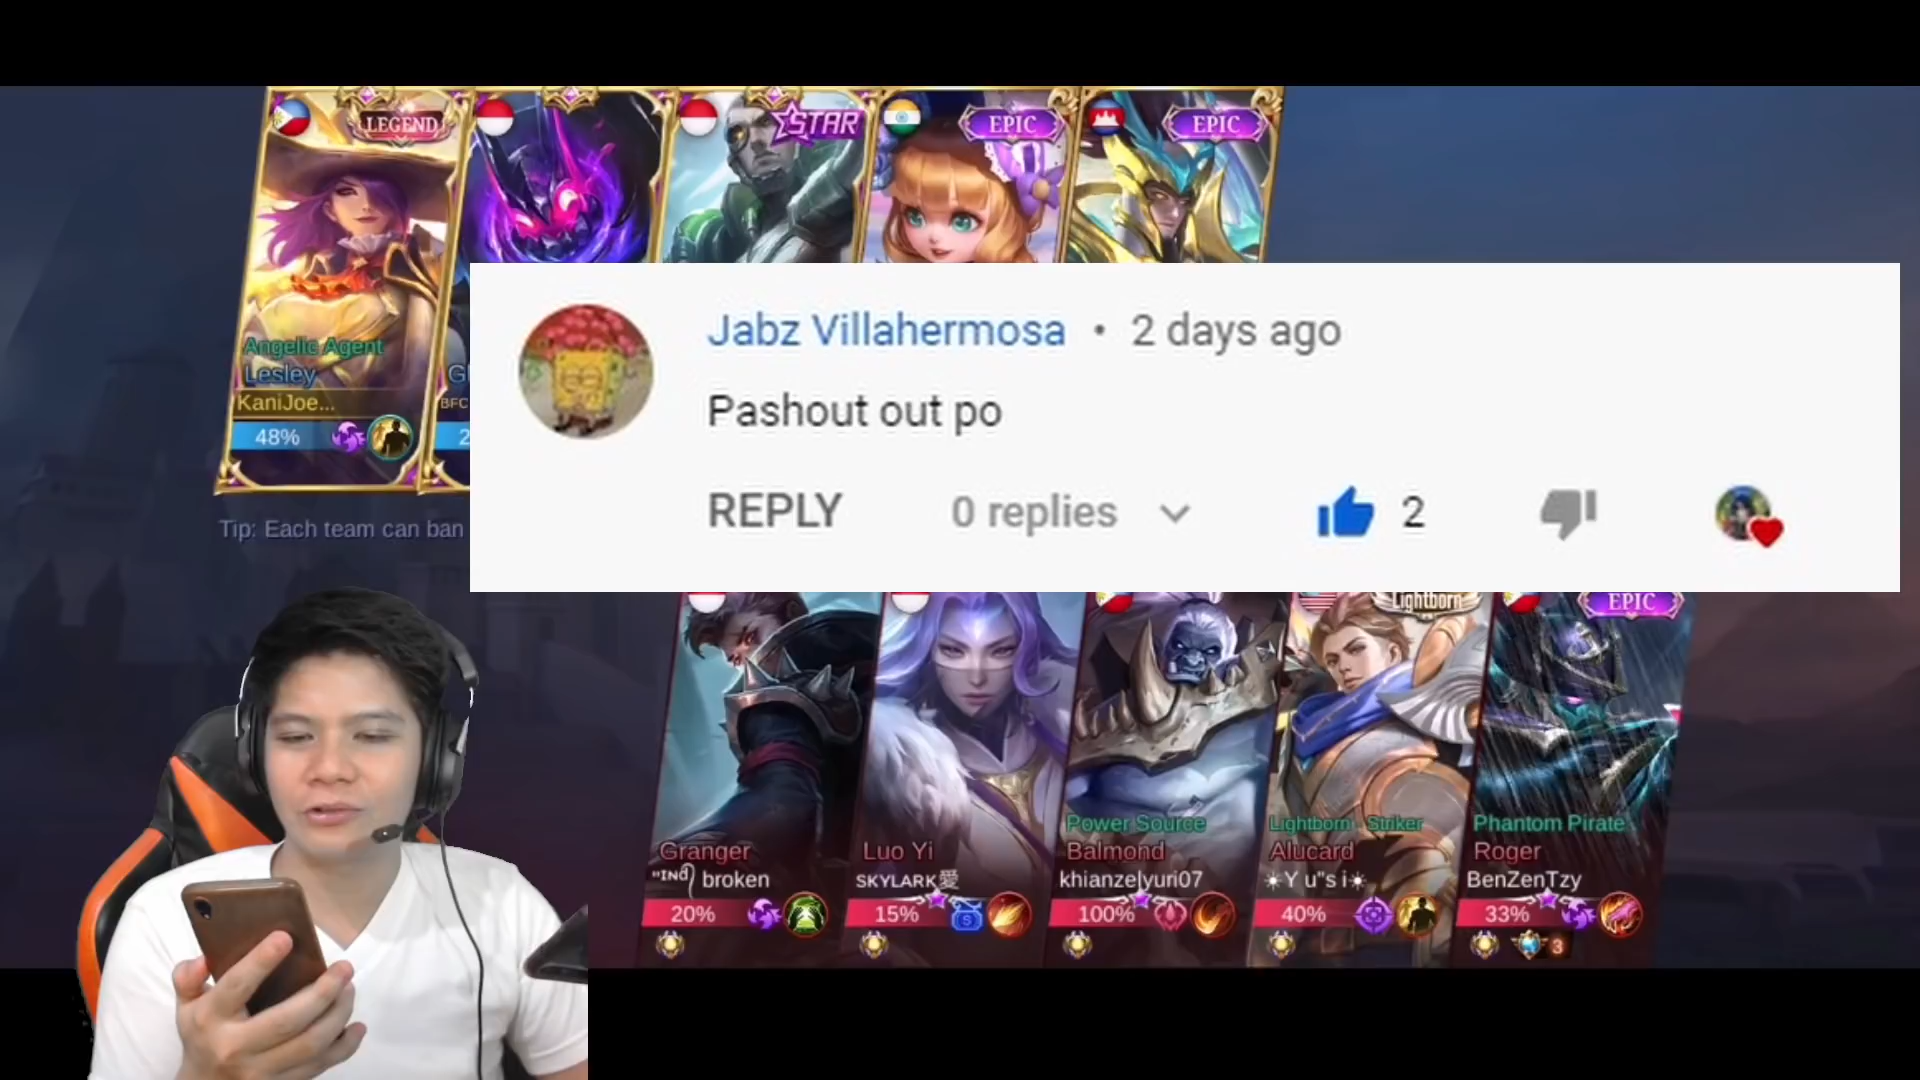 LEGEND
STAR
EPIC
EPIC
Angelic Agent
Lesley
KaniJoe...
48%
BFC
Tip: Each team can ban
Jabz Villahermosa • 2 days ago
Pashout out po
REPLY
0 replies
2
Lightborn
EPIC
Granger
"ɪɴd) broken
20%
Luo Yi
SKYLARK愛
15%
Power Source
Balmond
khianzelyuri07
100%
Lightborn - Striker
Alucard
☀Y u"s i☀
40%
Phantom Pirate
Roger
BenZenTzy
33%
3